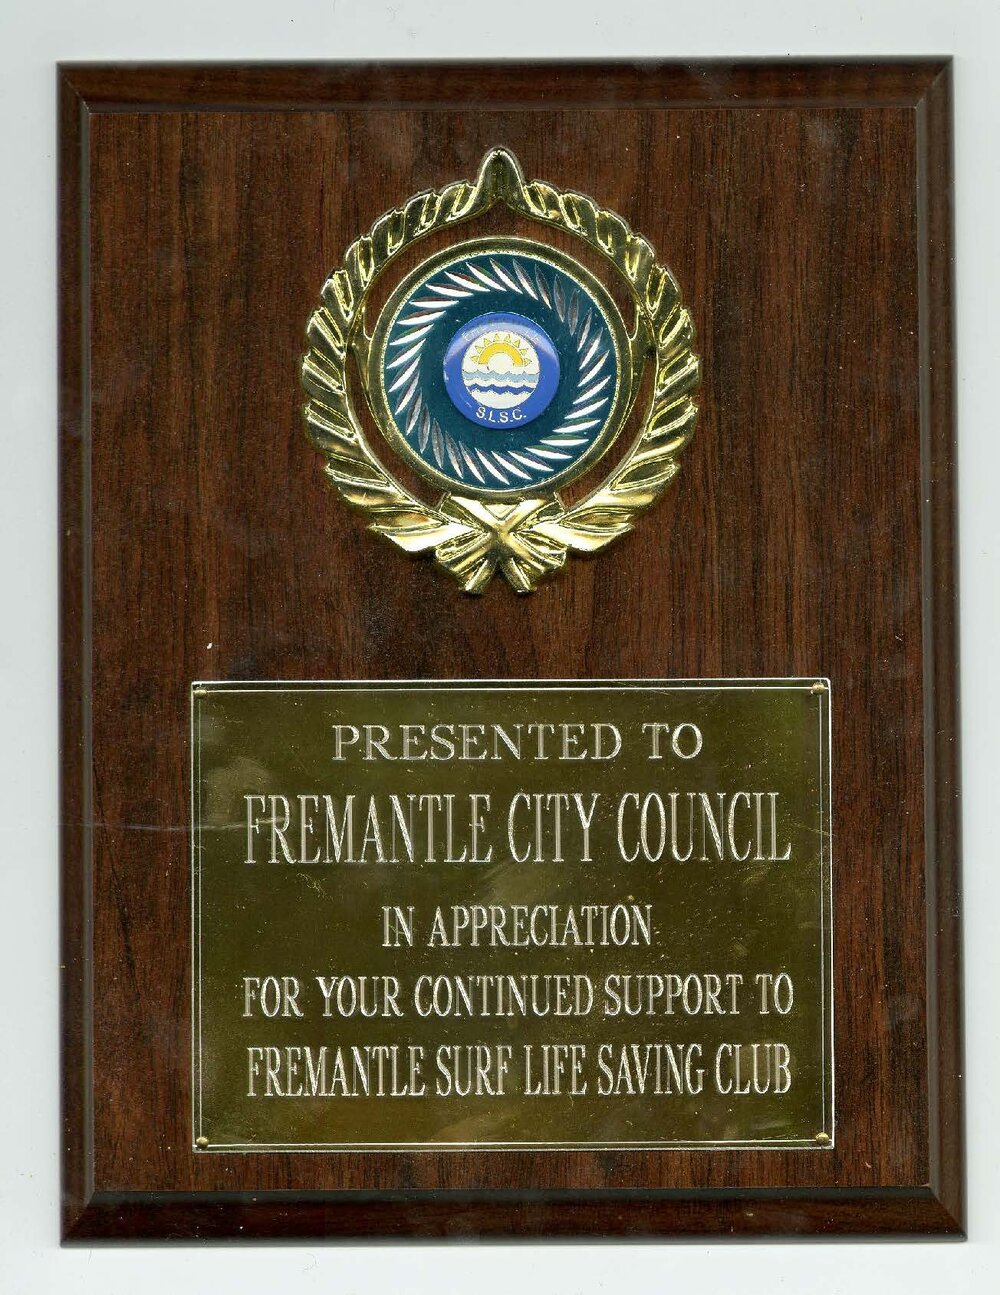 S.L.S.C.
PRESENTED TO
FREMANTLE CITY COUNCIL
IN APPRECIATION
FOR YOUR CONTINUED SUPPORT TO
FREMANTLE SURF LIFE SAVING CLUB